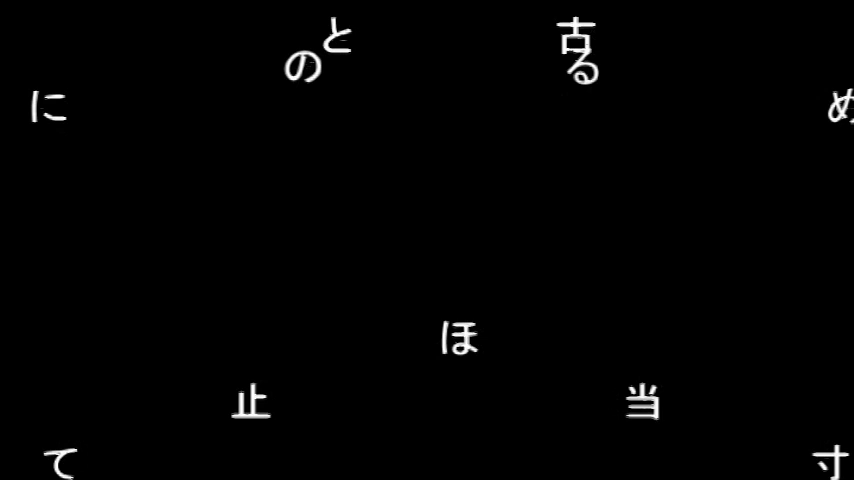 と 古
の る
に め
ほ
止 当
て 寸